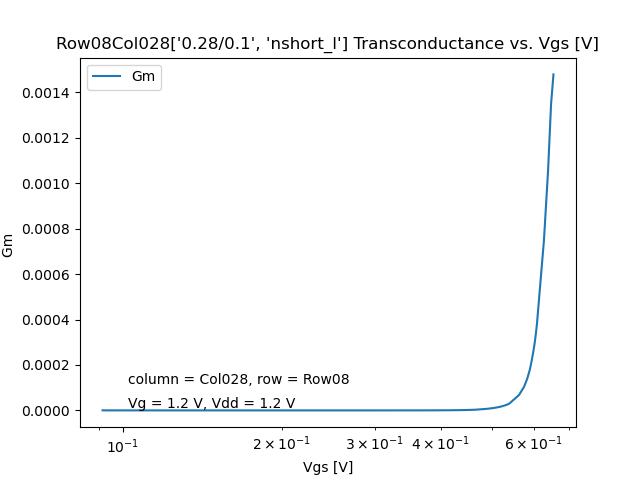 Row08Col028['0.28/0.1', 'nshort_l'] Transconductance vs. Vgs [V]
Gm
0.0014
0.0012
0.0010
0.0008
0.0006
0.0004
0.0002
0.0000
Gm
column = Col028, row = Row08
Vg = 1.2 V, Vdd = 1.2 V
10⁻¹
2 × 10⁻¹
3 × 10⁻¹
4 × 10⁻¹
6 × 10⁻¹
Vgs [V]